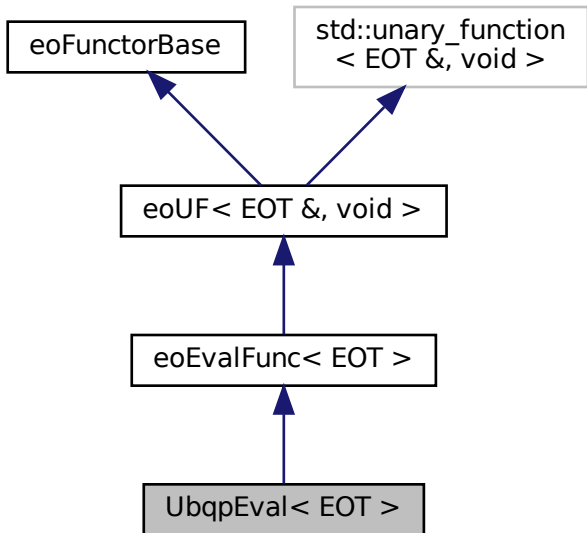 eoFunctorBase
std::unary_function
< EOT &, void >
eoUF< EOT &, void >
eoEvalFunc< EOT >
UbqpEval< EOT >